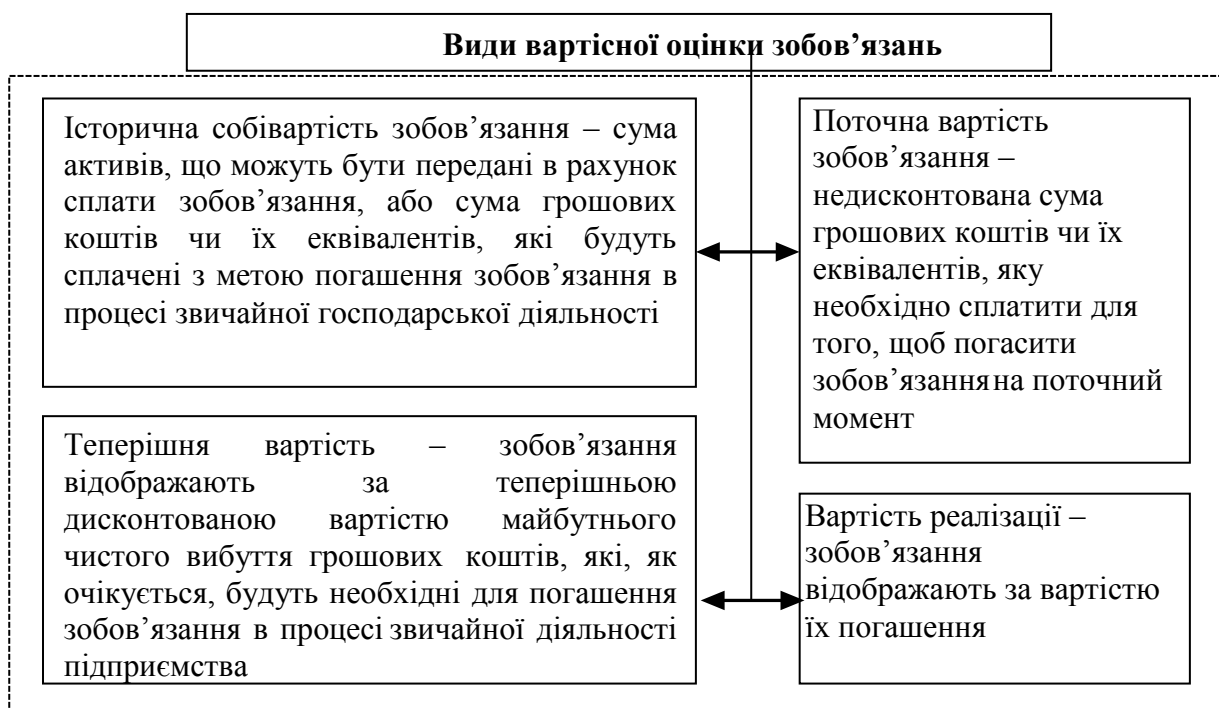 Види вартісної оцінки зобов’язань
Історична собівартість зобов’язання – сума
активів, що можуть бути передані в рахунок
сплати зобов’язання, або сума грошових
коштів чи їх еквівалентів, які будуть
сплачені з метою погашення зобов’язання в
процесі звичайної господарської діяльності
Поточна вартість
зобов’язання –
недисконтована сума
грошових коштів чи їх
еквівалентів, яку
необхідно сплатити для
того, щоб погасити
зобов’язання на поточний
момент
Теперішня вартість – зобов’язання
відображають за теперішньою
дисконтованою вартістю майбутнього
чистого вибуття грошових коштів, які, як
очікується, будуть необхідні для погашення
зобов’язання в процесі звичайної діяльності
підприємства
Вартість реалізації –
зобов’язання
відображають за вартістю
їх погашення